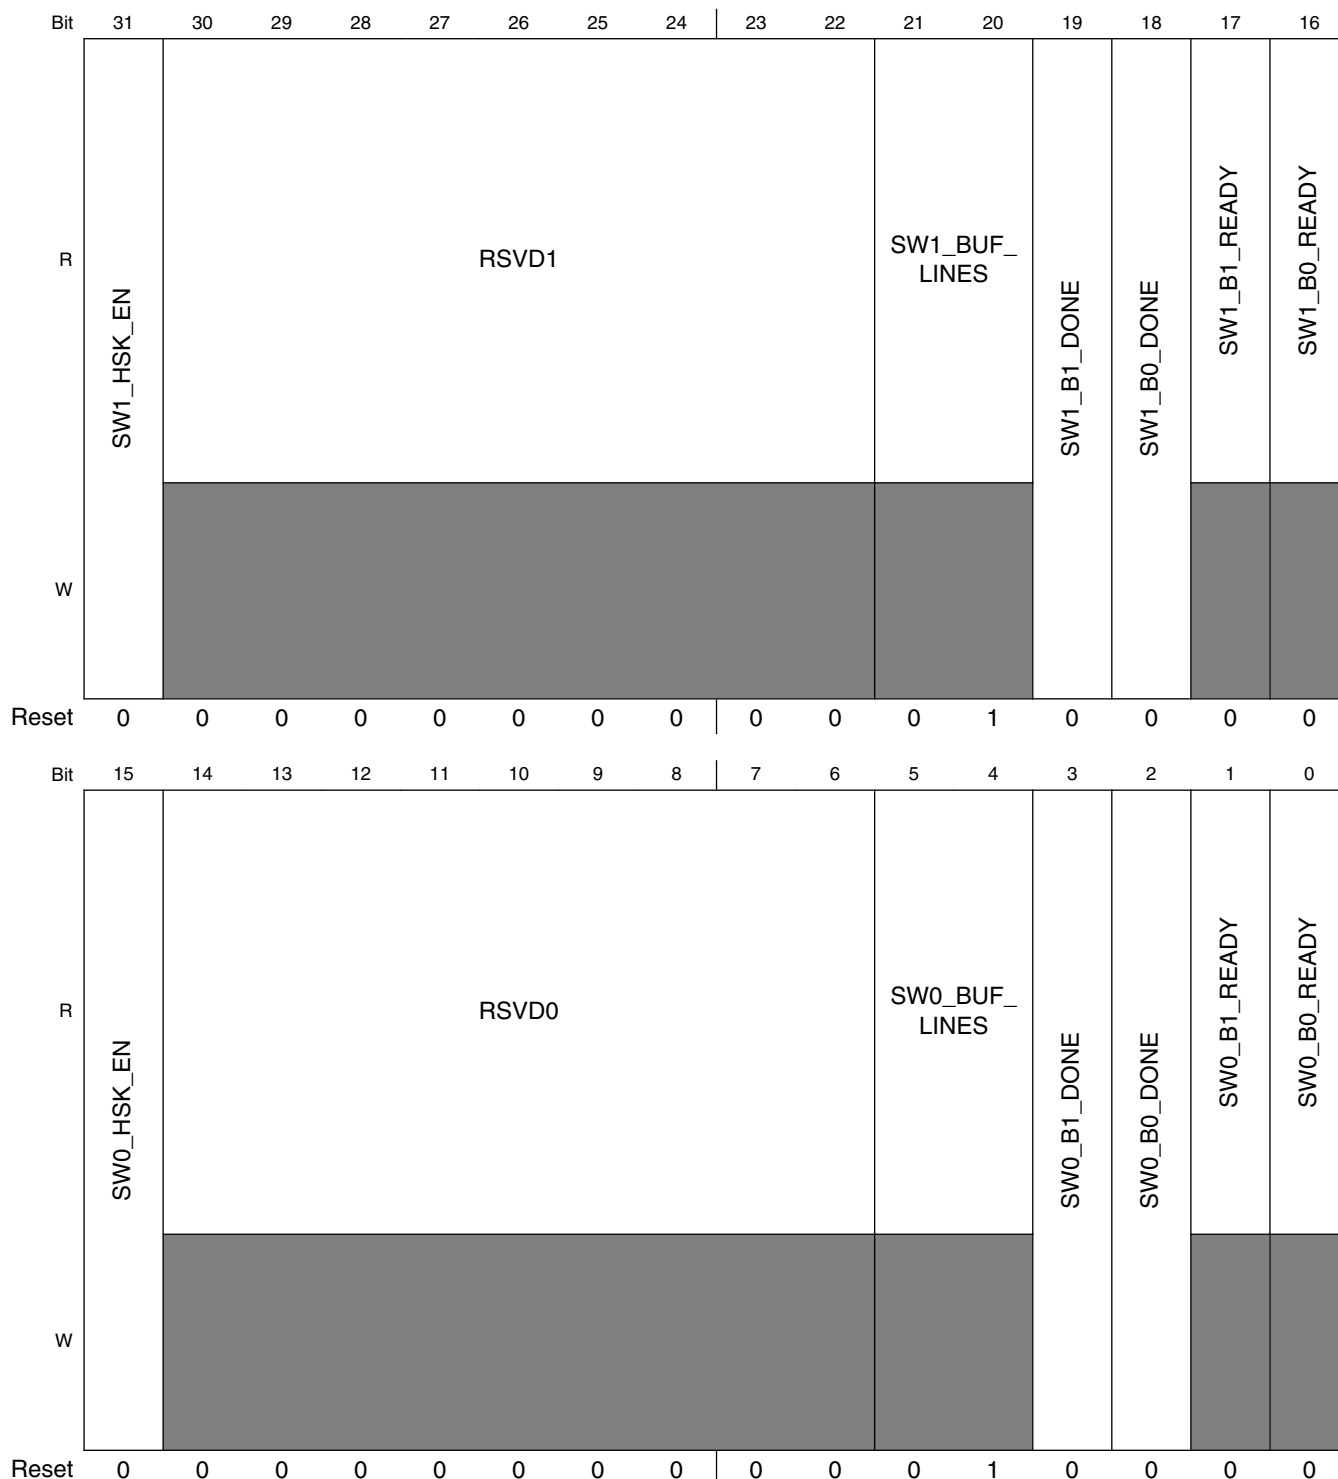 Bit 31 30 29 28 27 26 25 24 23 22 21 20 19 18 17 16
R
SW1_HSK_EN
RSVD1
SW1_BUF_
LINES
SW1_B1_DONE
SW1_B0_DONE
SW1_B1_READY
SW1_B0_READY
W
Reset 0 0 0 0 0 0 0 0 0 0 0 1 0 0 0 0
Bit 15 14 13 12 11 10 9 8 7 6 5 4 3 2 1 0
R
SW0_HSK_EN
RSVD0
SW0_BUF_
LINES
SW0_B1_DONE
SW0_B0_DONE
SW0_B1_READY
SW0_B0_READY
W
Reset 0 0 0 0 0 0 0 0 0 0 0 1 0 0 0 0